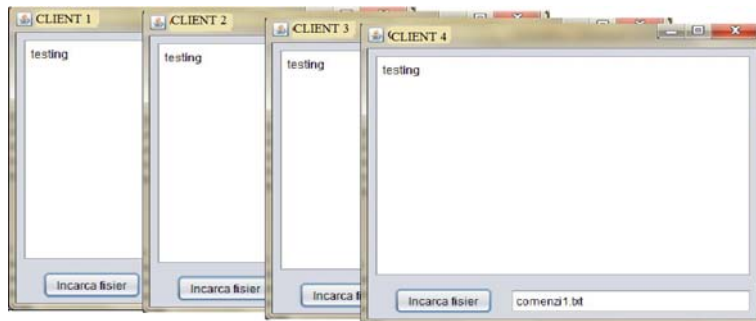 CLIENT 1
testing
Incarca fisier
CLIENT 2
testing
Incarca fisier
CLIENT 3
testing
Incarca fi
CLIENT 4
testing
Incarca fisier
comenzi1.txt